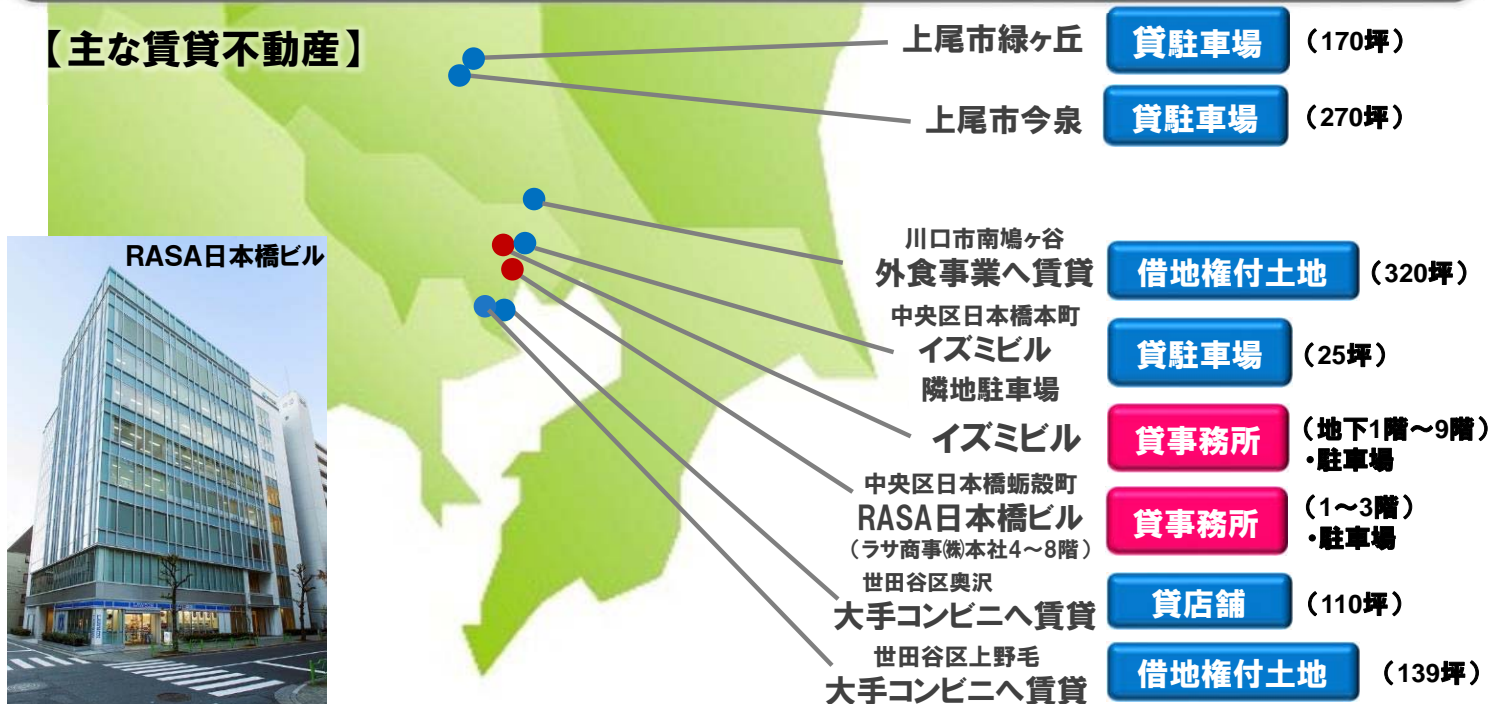 【主な賃貸不動産】
上尾市緑ヶ丘 貸駐車場 （170坪）
上尾市今泉 貸駐車場 （270坪）
RASA日本橋ビル
川口市南鳩ヶ谷
外食事業へ賃貸 借地権付土地 （320坪）
中央区日本橋本町
イズミビル 貸駐車場 （25坪）
隣地駐車場
イズミビル 貸事務所 （地下1階～9階）
・駐車場
中央区日本橋蛎殻町
RASA日本橋ビル 貸事務所 （1～3階）
・駐車場
（ラサ商事㈱本社4～8階）
世田谷区奥沢
大手コンビニへ賃貸 貸店舗 （110坪）
世田谷区上野毛
大手コンビニへ賃貸 借地権付土地 （139坪）